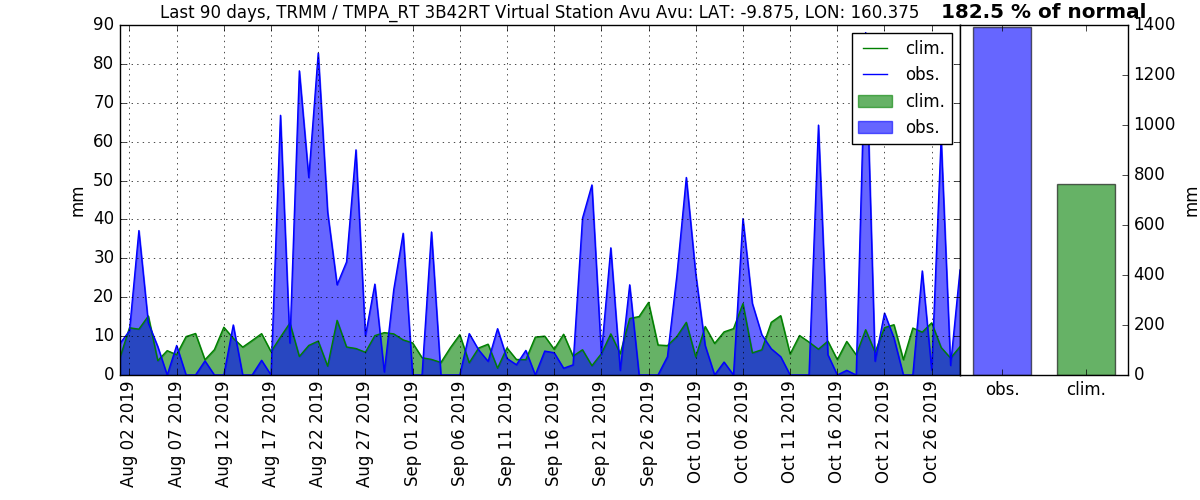 Last 90 days, TRMM / TMPA_RT 3B42RT Virtual Station Avu Avu: LAT: -9.875, LON: 160.375
182.5 % of normal
90
80
70
60
50
40
30
20
10
0
mm
clim.
obs.
clim.
obs.
1400
1200
1000
800
600
400
200
0
mm
Aug 02 2019
Aug 07 2019
Aug 12 2019
Aug 17 2019
Aug 22 2019
Aug 27 2019
Sep 01 2019
Sep 06 2019
Sep 11 2019
Sep 16 2019
Sep 21 2019
Sep 26 2019
Oct 01 2019
Oct 06 2019
Oct 11 2019
Oct 16 2019
Oct 21 2019
Oct 26 2019
obs.
clim.